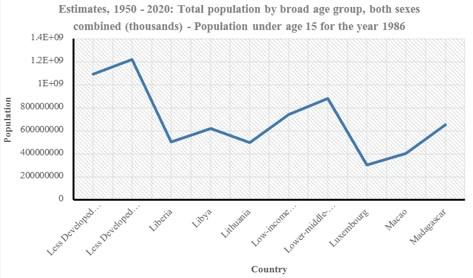 Estimates, 1950 - 2020: Total population by broad age group, both sexes
combined (thousands) - Population under age 15 for the year 1986
1.4E+09
1.2E+09
1E+09
800000000
600000000
400000000
200000000
0
Population
Less Developed…
Less Developed…
Liberia
Libya
Lithuania
Low-income…
Lower-middle-…
Luxembourg
Macao
Madagascar
Country